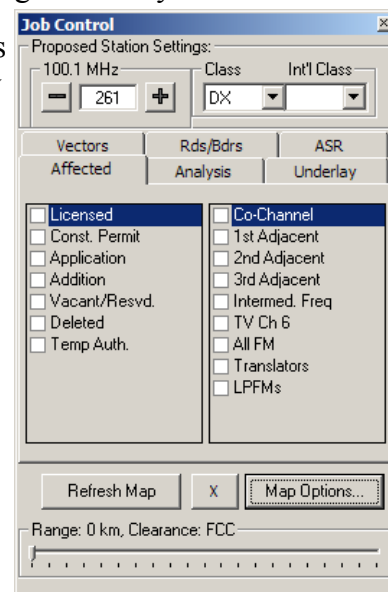 Job Control
Proposed Station Settings:
100.1 MHz Class Int'l Class
261 DX
Vectors Rds/Bdrs ASR
Affected Analysis Underlay
Licensed
Const. Permit
Application
Addition
Vacant/Resvd.
Deleted
Temp Auth.
Co-Channel
1st Adjacent
2nd Adjacent
3rd Adjacent
Intermed. Freq
TV Ch 6
All FM
Translators
LPFMs
Refresh Map X Map Options...
Range: 0 km, Clearance: FCC